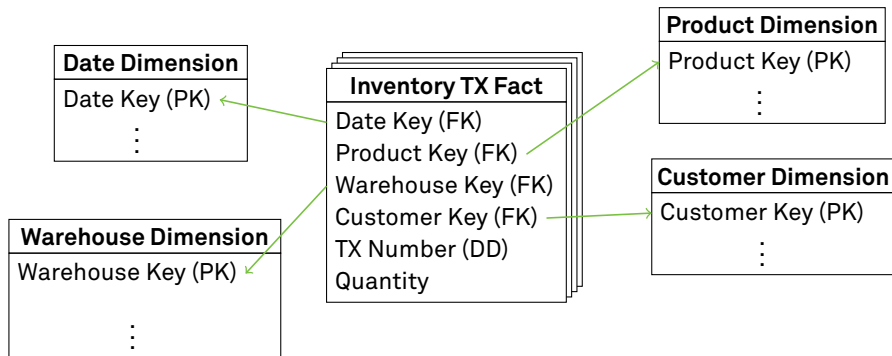 Date Dimension
Date Key (PK)
⋮
Inventory TX Fact
Date Key (FK)
Product Key (FK)
Warehouse Key (FK)
Customer Key (FK)
TX Number (DD)
Quantity
Product Dimension
Product Key (PK)
⋮
Customer Dimension
Customer Key (PK)
⋮
Warehouse Dimension
Warehouse Key (PK)
⋮